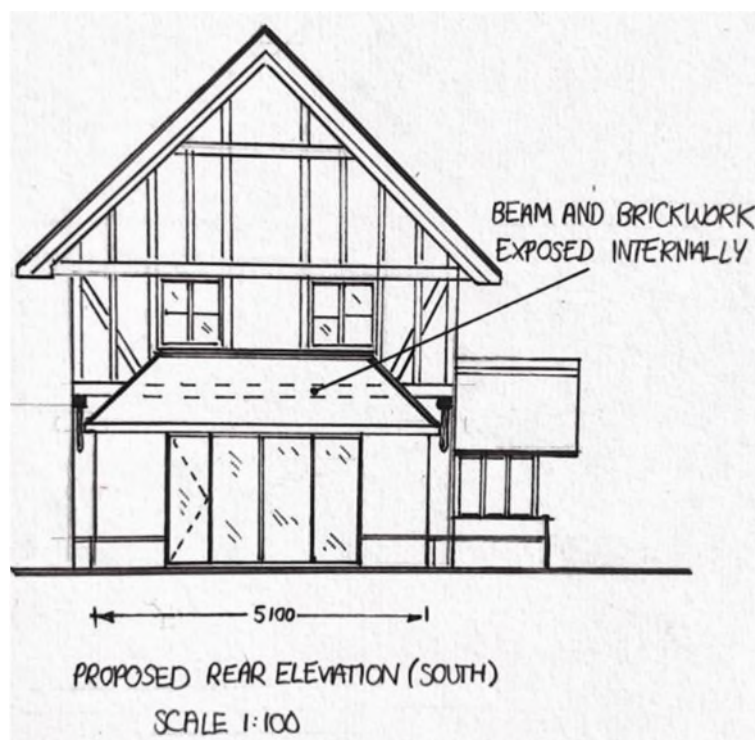 BEAM AND BRICKWORK
EXPOSED INTERNALLY
5100
PROPOSED REAR ELEVATION (SOUTH)
SCALE 1:100